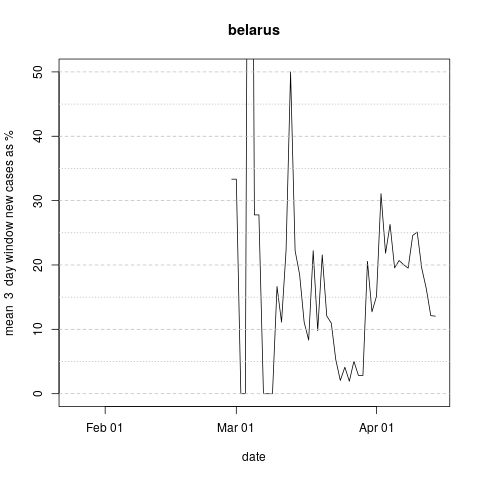 belarus
mean 3 day window new cases as %
50
40
30
20
10
0
Feb 01
Mar 01
Apr 01
date